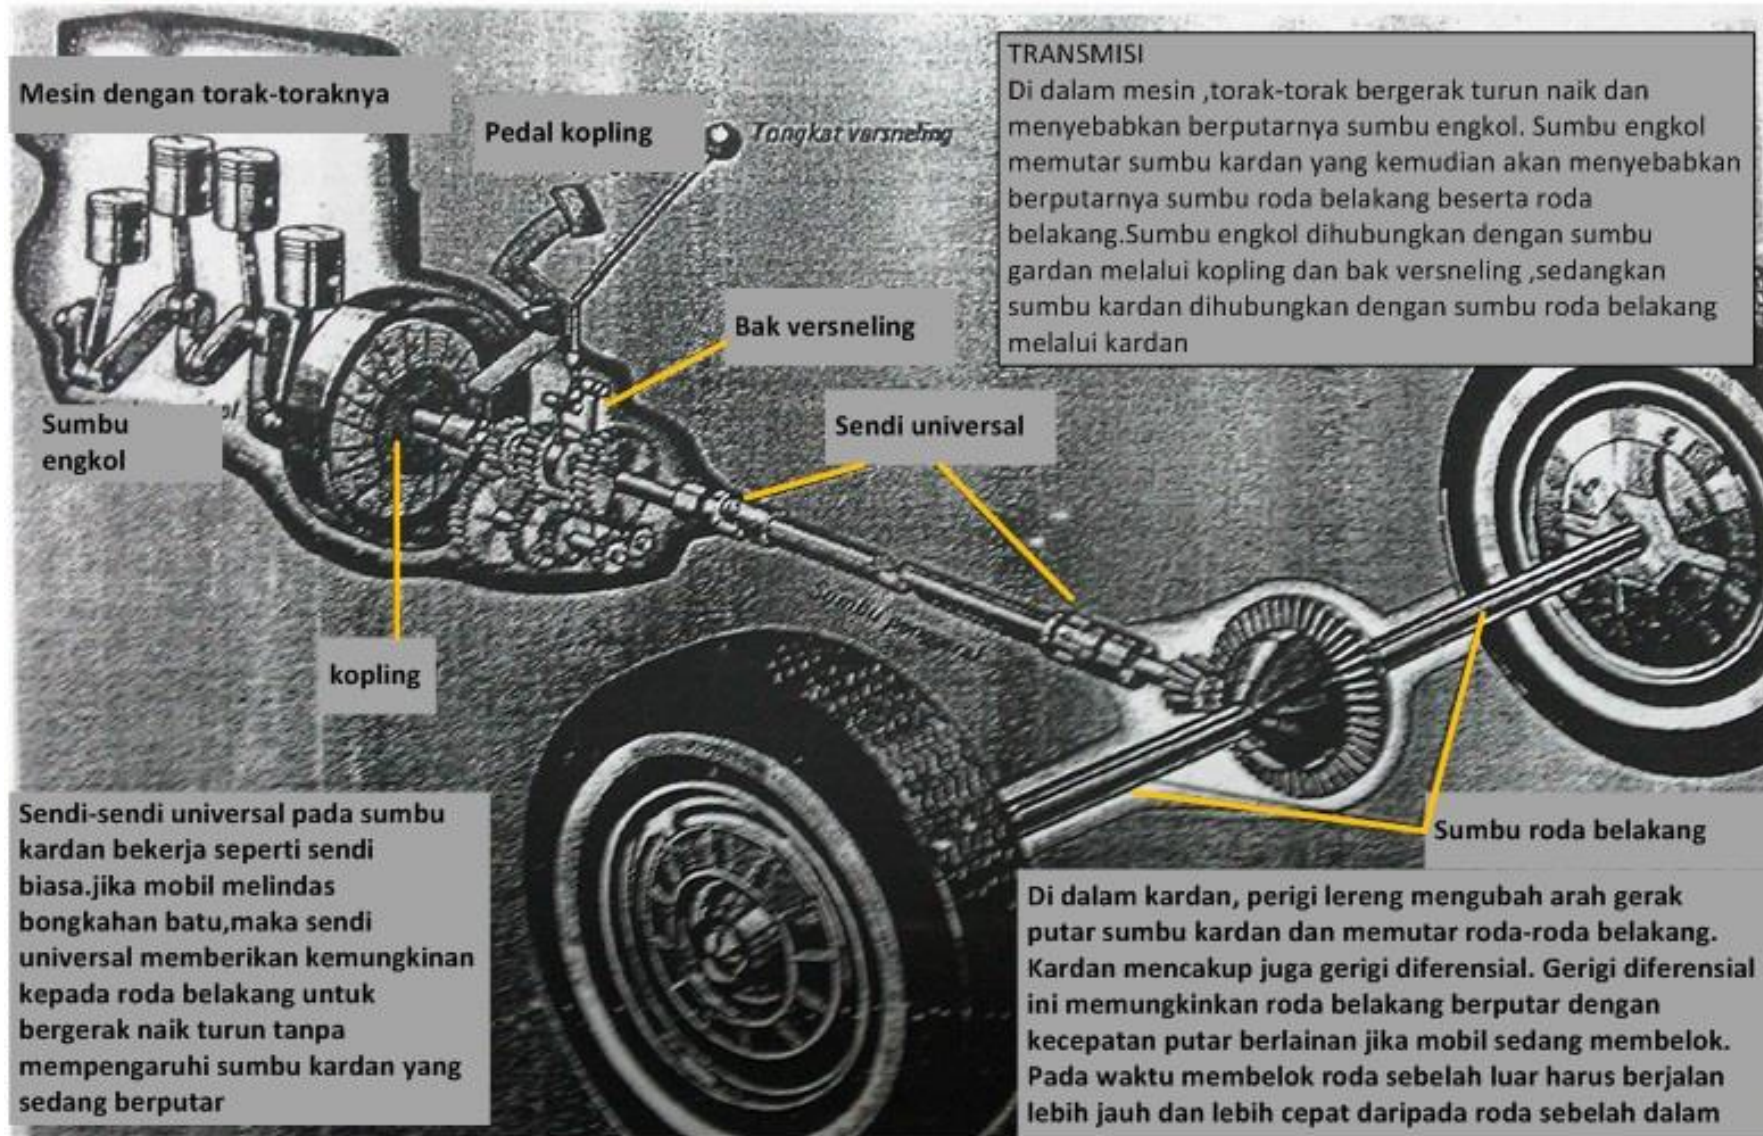 Mesin dengan torak-toraknya
Pedal kopling
Tongkat versneling
TRANSMISI
Di dalam mesin ,torak-torak bergerak turun naik dan
menyebabkan berputarnya sumbu engkol. Sumbu engkol
memutar sumbu kardan yang kemudian akan menyebabkan
berputarnya sumbu roda belakang beserta roda
belakang.Sumbu engkol dihubungkan dengan sumbu
gardan melalui kopling dan bak versneling ,sedangkan
sumbu kardan dihubungkan dengan sumbu roda belakang
melalui kardan
Bak versneling
Sumbu
engkol
Sendi universal
kopling
Sumbu
Sumbu roda belakang
Sendi-sendi universal pada sumbu
kardan bekerja seperti sendi
biasa.jika mobil melindas
bongkahan batu,maka sendi
universal memberikan kemungkinan
kepada roda belakang untuk
bergerak naik turun tanpa
mempengaruhi sumbu kardan yang
sedang berputar
Di dalam kardan, perigi lereng mengubah arah gerak
putar sumbu kardan dan memutar roda-roda belakang.
Kardan mencakup juga gerigi diferensial. Gerigi diferensial
ini memungkinkan roda belakang berputar dengan
kecepatan putar berlainan jika mobil sedang membelok.
Pada waktu membelok roda sebelah luar harus berjalan
lebih jauh dan lebih cepat daripada roda sebelah dalam